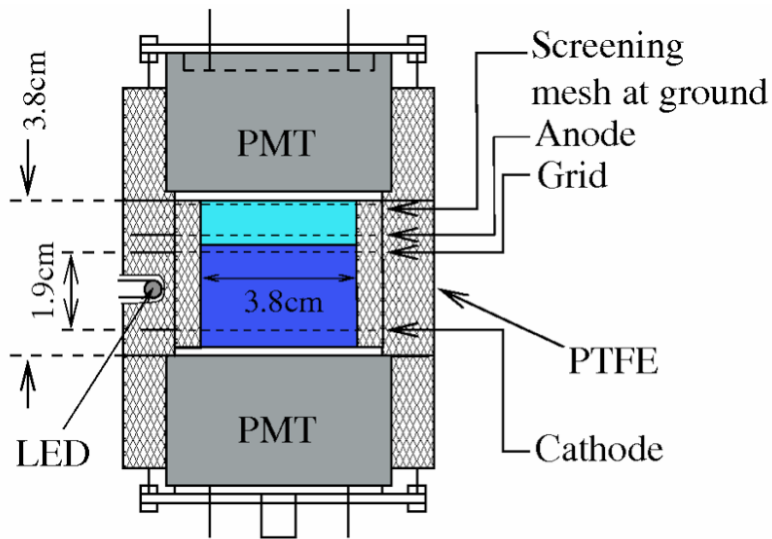 Screening
mesh at ground
Anode
Grid
3.8cm
PMT
1.9cm
3.8cm
PTFE
PMT
LED
Cathode